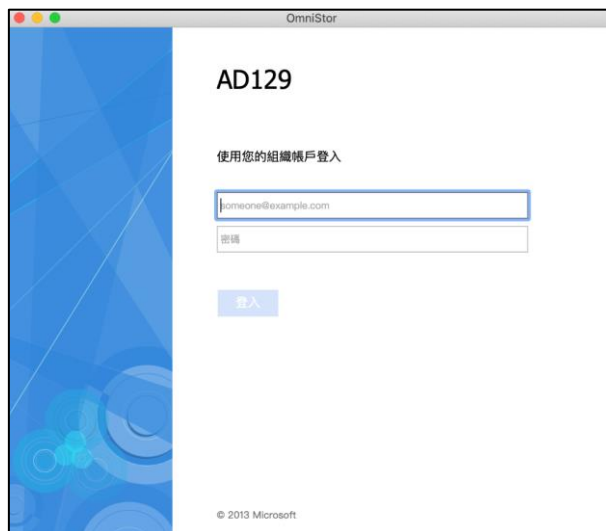 OmniStor
AD129
使用您的組織帳戶登入
someone@example.com
密碼
登入
© 2013 Microsoft